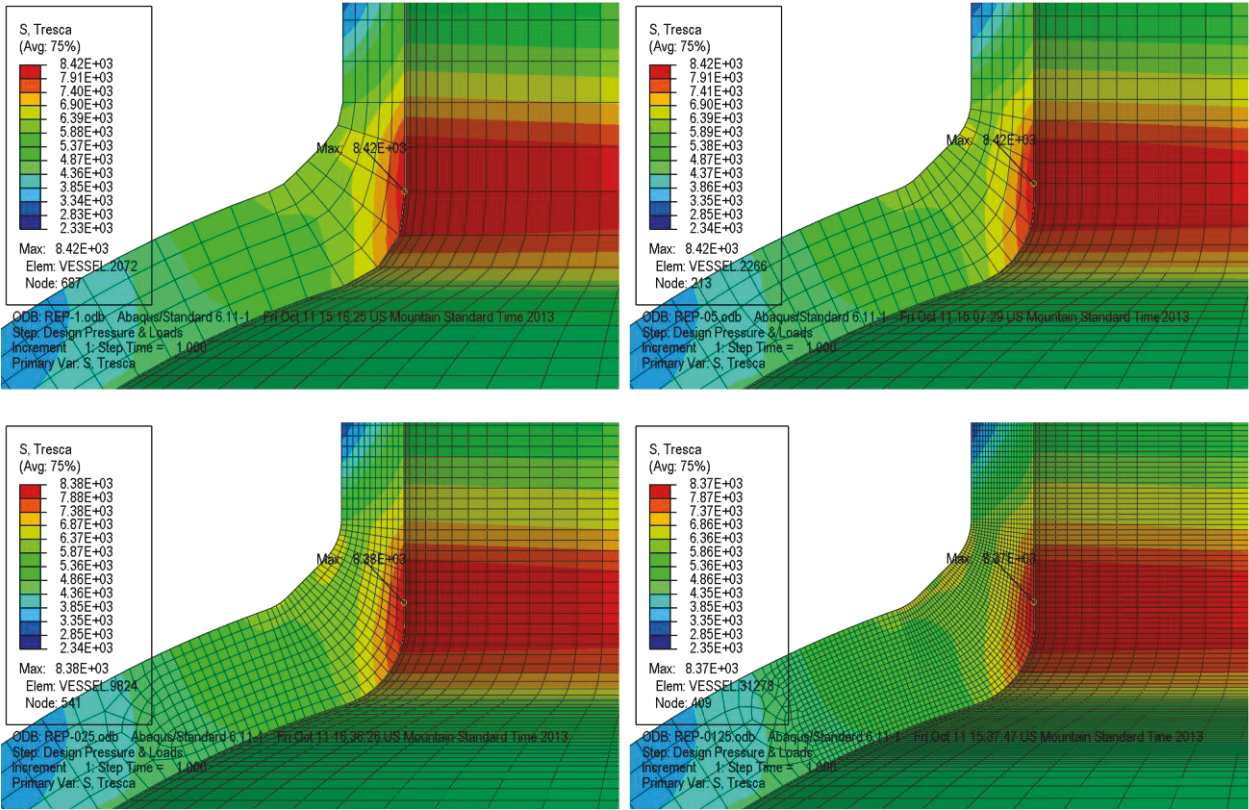 S, Tresca
(Avg: 75%)
8.42E+03
7.91E+03
7.40E+03
6.90E+03
6.39E+03
5.88E+03
5.37E+03
4.87E+03
4.36E+03
3.85E+03
3.34E+03
2.83E+03
2.33E+03
Max: 8.42E+03
Elem: VESSEL.2072
Node: 687
Max: 8.42E+03
ODB: REP-1.odb Abaqus/Standard 6.11-1 Fri Oct 11 15:16:25 US Mountain Standard Time 2013
Step: Design Pressure & Loads
Increment 1: Step Time = 1.000
Primary Var: S, Tresca
S, Tresca
(Avg: 75%)
8.42E+03
7.91E+03
7.41E+03
6.90E+03
6.39E+03
5.89E+03
5.38E+03
4.87E+03
4.37E+03
3.86E+03
3.35E+03
2.85E+03
2.34E+03
Max: 8.42E+03
Elem: VESSEL.2266
Node: 213
Max: 8.42E+03
ODB: REP-05.odb Abaqus/Standard 6.11-1 Fri Oct 11 15:07:29 US Mountain Standard Time 2013
Step: Design Pressure & Loads
Increment 1: Step Time = 1.000
Primary Var: S, Tresca
S, Tresca
(Avg: 75%)
8.38E+03
7.88E+03
7.38E+03
6.87E+03
6.37E+03
5.87E+03
5.36E+03
4.86E+03
4.36E+03
3.85E+03
3.35E+03
2.85E+03
2.34E+03
Max: 8.38E+03
Elem: VESSEL.9824
Node: 541
Max: 8.38E+03
ODB: REP-025.odb Abaqus/Standard 6.11-1 Fri Oct 11 15:36:26 US Mountain Standard Time 2013
Step: Design Pressure & Loads
Increment 1: Step Time = 1.000
Primary Var: S, Tresca
S, Tresca
(Avg: 75%)
8.37E+03
7.87E+03
7.37E+03
6.86E+03
6.36E+03
5.86E+03
5.36E+03
4.86E+03
4.35E+03
3.85E+03
3.35E+03
2.85E+03
2.35E+03
Max: 8.37E+03
Elem: VESSEL.31278
Node: 409
Max: 8.37E+03
ODB: REP-0125.odb Abaqus/Standard 6.11-1 Fri Oct 11 15:37:47 US Mountain Standard Time 2013
Step: Design Pressure & Loads
Increment 1: Step Time = 1.000
Primary Var: S, Tresca